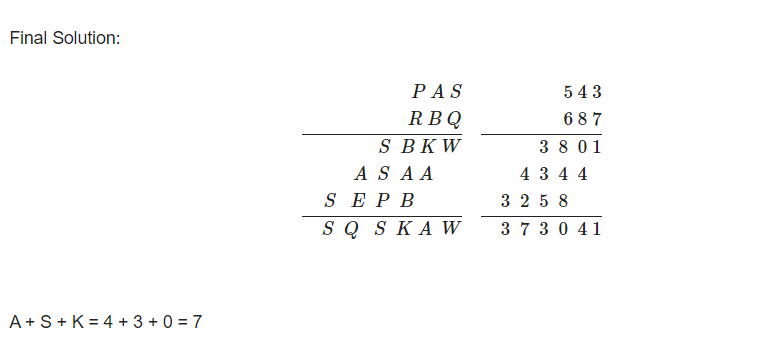 Final Solution:
P A S 5 4 3
R B Q 6 8 7
S B K W 3 8 0 1
A S A A 4 3 4 4
S E P B 3 2 5 8
S Q S K A W 3 7 3 0 4 1
A + S + K = 4 + 3 + 0 = 7